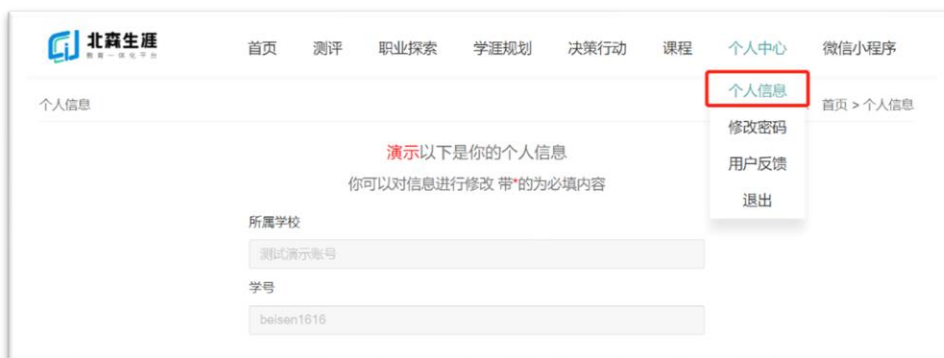 北森生涯
教育一体化平台
首页 测评 职业探索 学涯规划 决策行动 课程 个人中心 微信小程序
个人信息
个人信息
修改密码
用户反馈
退出
首页 > 个人信息
演示以下是你的个人信息
你可以对信息进行修改 带*的为必填内容
所属学校
测试演示账号
学号
beisen1616